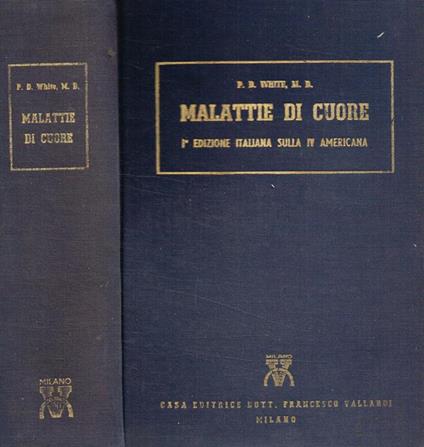 P. D. White, M. D.
MALATTIE
DI CUORE
MILANO
P. D. WHITE, M. D.
MALATTIE DI CUORE
Iª EDIZIONE ITALIANA SULLA IV AMERICANA
MILANO
CASA EDITRICE DOTT. FRANCESCO VALLARDI
MILANO